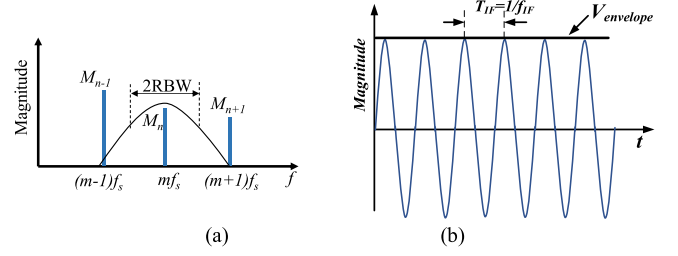 Magnitude
M_{n-1}
2RBW
M_n
M_{n+1}
(m-1)f_s
mf_s
(m+1)f_s
f
(a)
T_{IF}=1/f_{IF}
V_{envelope}
Magnitude
t
(b)